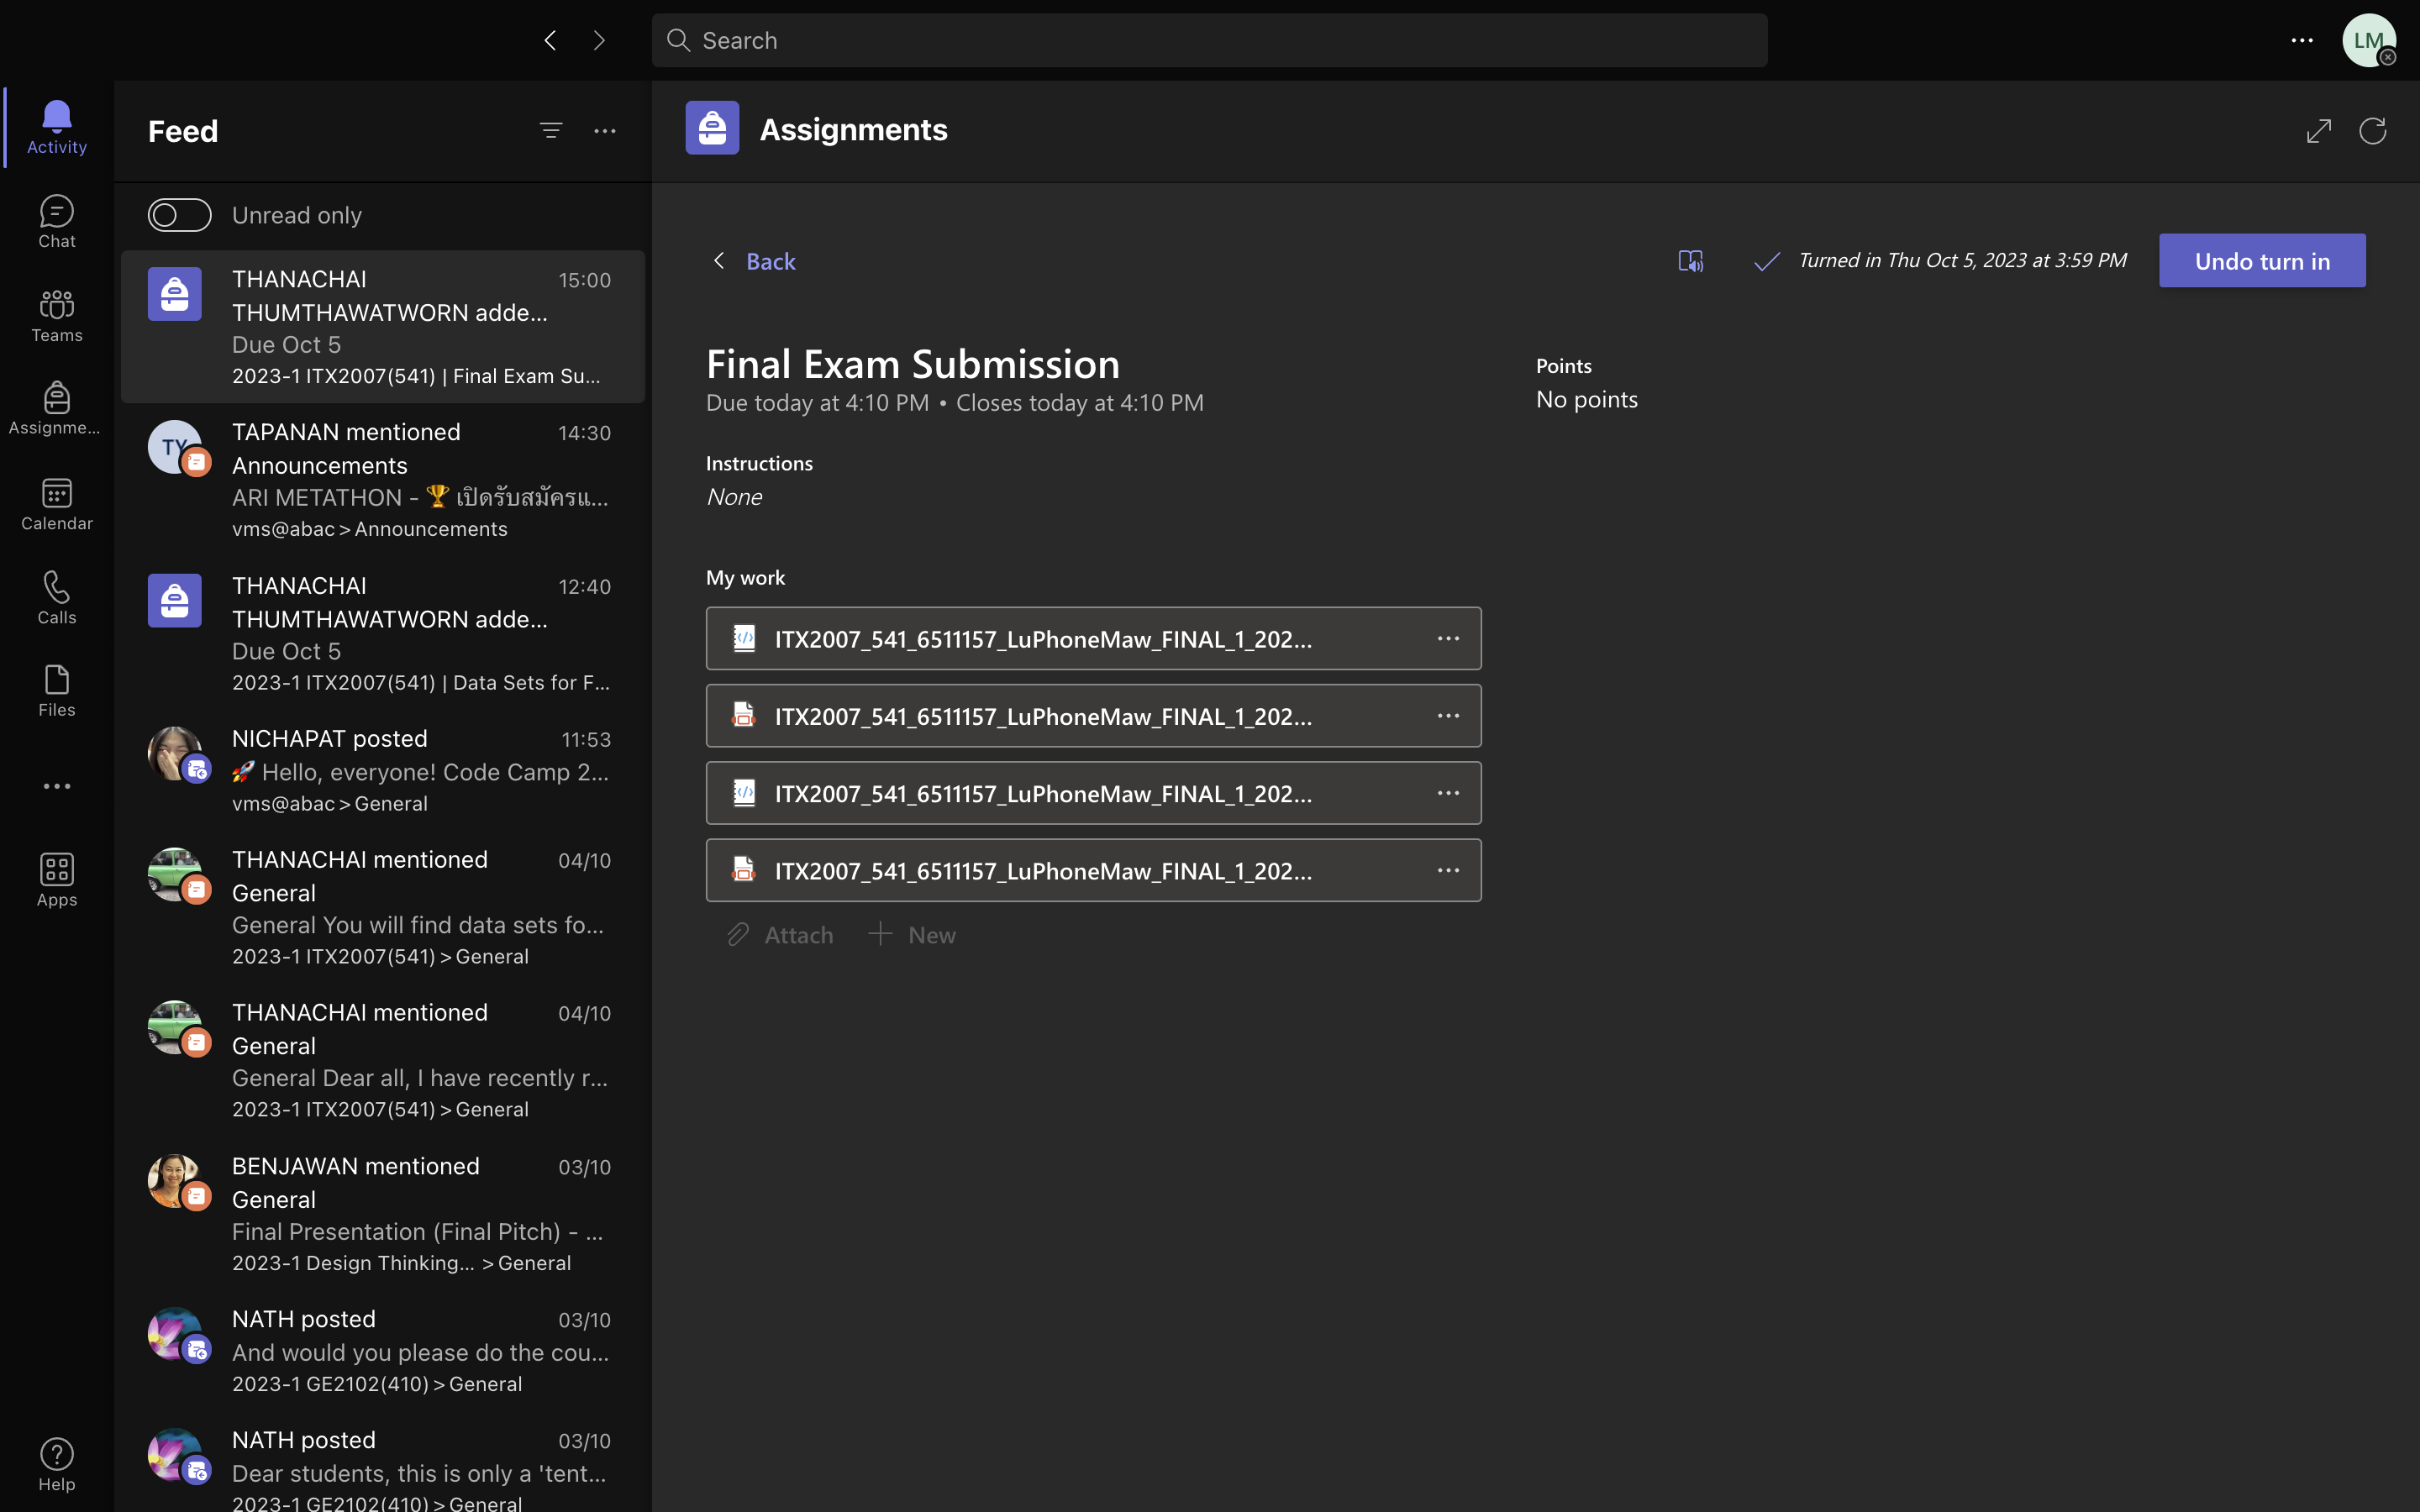 Search
LM
Activity
Chat
Teams
Assignme...
Calendar
Calls
Files
Apps
Help
Feed
Unread only
THANACHAI 15:00
THUMTHAWATWORN adde...
Due Oct 5
2023-1 ITX2007(541) | Final Exam Su...
TY
TAPANAN mentioned 14:30
Announcements
ARI METATHON - 🏆 เปิดรับสมัครแ...
vms@abac > Announcements
THANACHAI 12:40
THUMTHAWATWORN adde...
Due Oct 5
2023-1 ITX2007(541) | Data Sets for F...
NICHAPAT posted 11:53
🚀 Hello, everyone! Code Camp 2...
vms@abac > General
THANACHAI mentioned 04/10
General
General You will find data sets fo...
2023-1 ITX2007(541) > General
THANACHAI mentioned 04/10
General
General Dear all, I have recently r...
2023-1 ITX2007(541) > General
BENJAWAN mentioned 03/10
General
Final Presentation (Final Pitch) - ...
2023-1 Design Thinking... > General
NATH posted 03/10
And would you please do the cou...
2023-1 GE2102(410) > General
NATH posted 03/10
Dear students, this is only a 'tent...
2023-1 GE2102(410) > General
Assignments
Back
Turned in Thu Oct 5, 2023 at 3:59 PM
Undo turn in
Final Exam Submission
Due today at 4:10 PM • Closes today at 4:10 PM
Points
No points
Instructions
None
My work
ITX2007_541_6511157_LuPhoneMaw_FINAL_1_202...
ITX2007_541_6511157_LuPhoneMaw_FINAL_1_202...
ITX2007_541_6511157_LuPhoneMaw_FINAL_1_202...
ITX2007_541_6511157_LuPhoneMaw_FINAL_1_202...
Attach
New